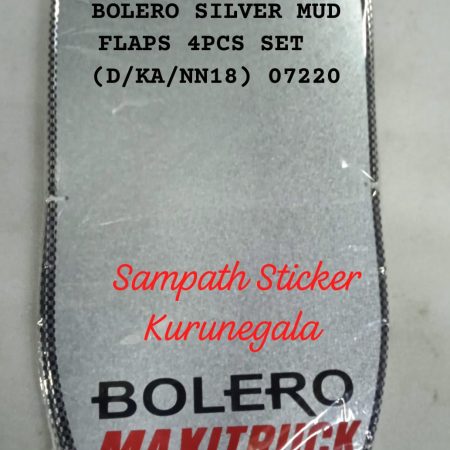 BOLERO SILVER MUD
FLAPS 4PCS SET
(D/KA/NN18) 07220
Sampath Sticker
Kurunegala
BOLERO
MAXITRUCK